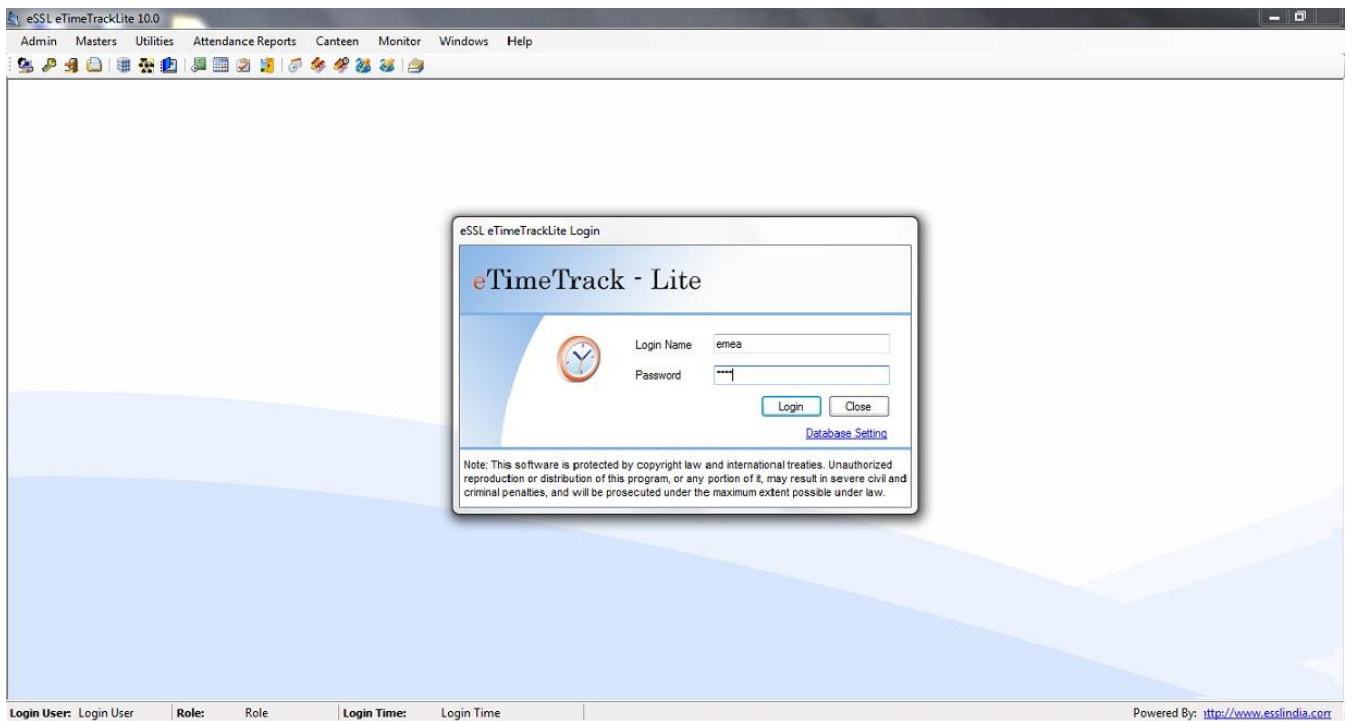 eSSL eTimeTrackLite 10.0
Admin Masters Utilities Attendance Reports Canteen Monitor Windows Help
eSSL eTimeTrackLite Login
eTimeTrack - Lite
Login Name emea
Password ****
Login Close
Database Setting
Note: This software is protected by copyright law and international treaties. Unauthorized
reproduction or distribution of this program, or any portion of it, may result in severe civil and
criminal penalties, and will be prosecuted under the maximum extent possible under law.
Login User: Login User Role: Role Login Time: Login Time Powered By: ttp://www.esslindia.com